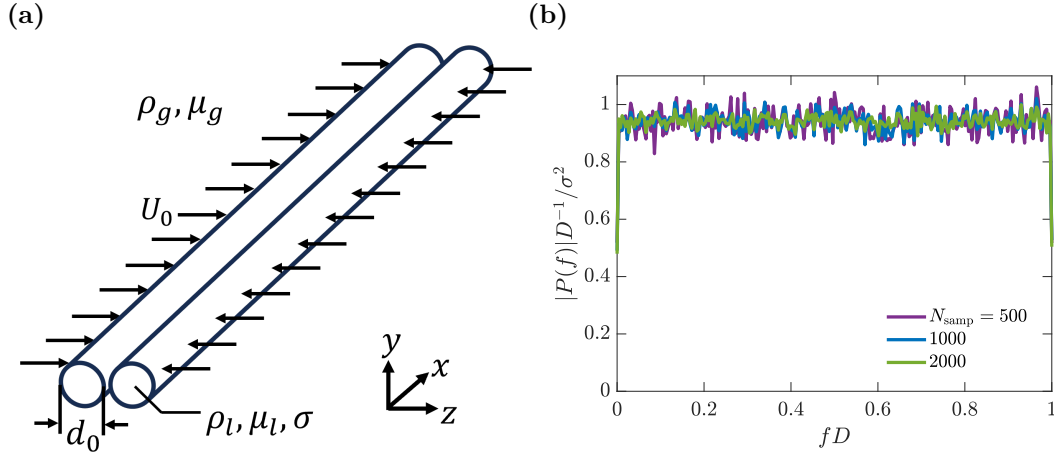 (a)
ρ_g, μ_g
U_0
d_0
ρ_l, μ_l, σ
y
x
z
(b)
|P(f)|D^{-1}/σ^2
1
0.8
0.6
0.4
0.2
0
N_samp = 500
1000
2000
0 0.2 0.4 0.6 0.8 1
fD